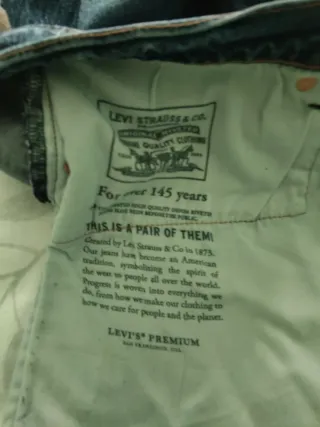 LEVI STRAUSS & CO.
ORIGINAL RIVETED
QUALITY CLOTHING
For over 145 years
THIS IS A PAIR OF THEM!
Created by Levi Strauss & Co in 1873.
Our jeans have become an American
tradition, symbolizing the spirit of
the west to people all over the world.
Progress is woven into everything we
do, from how we make our clothing to
how we care for people and the planet.
LEVI'S® PREMIUM
SAN FRANCISCO, CAL.